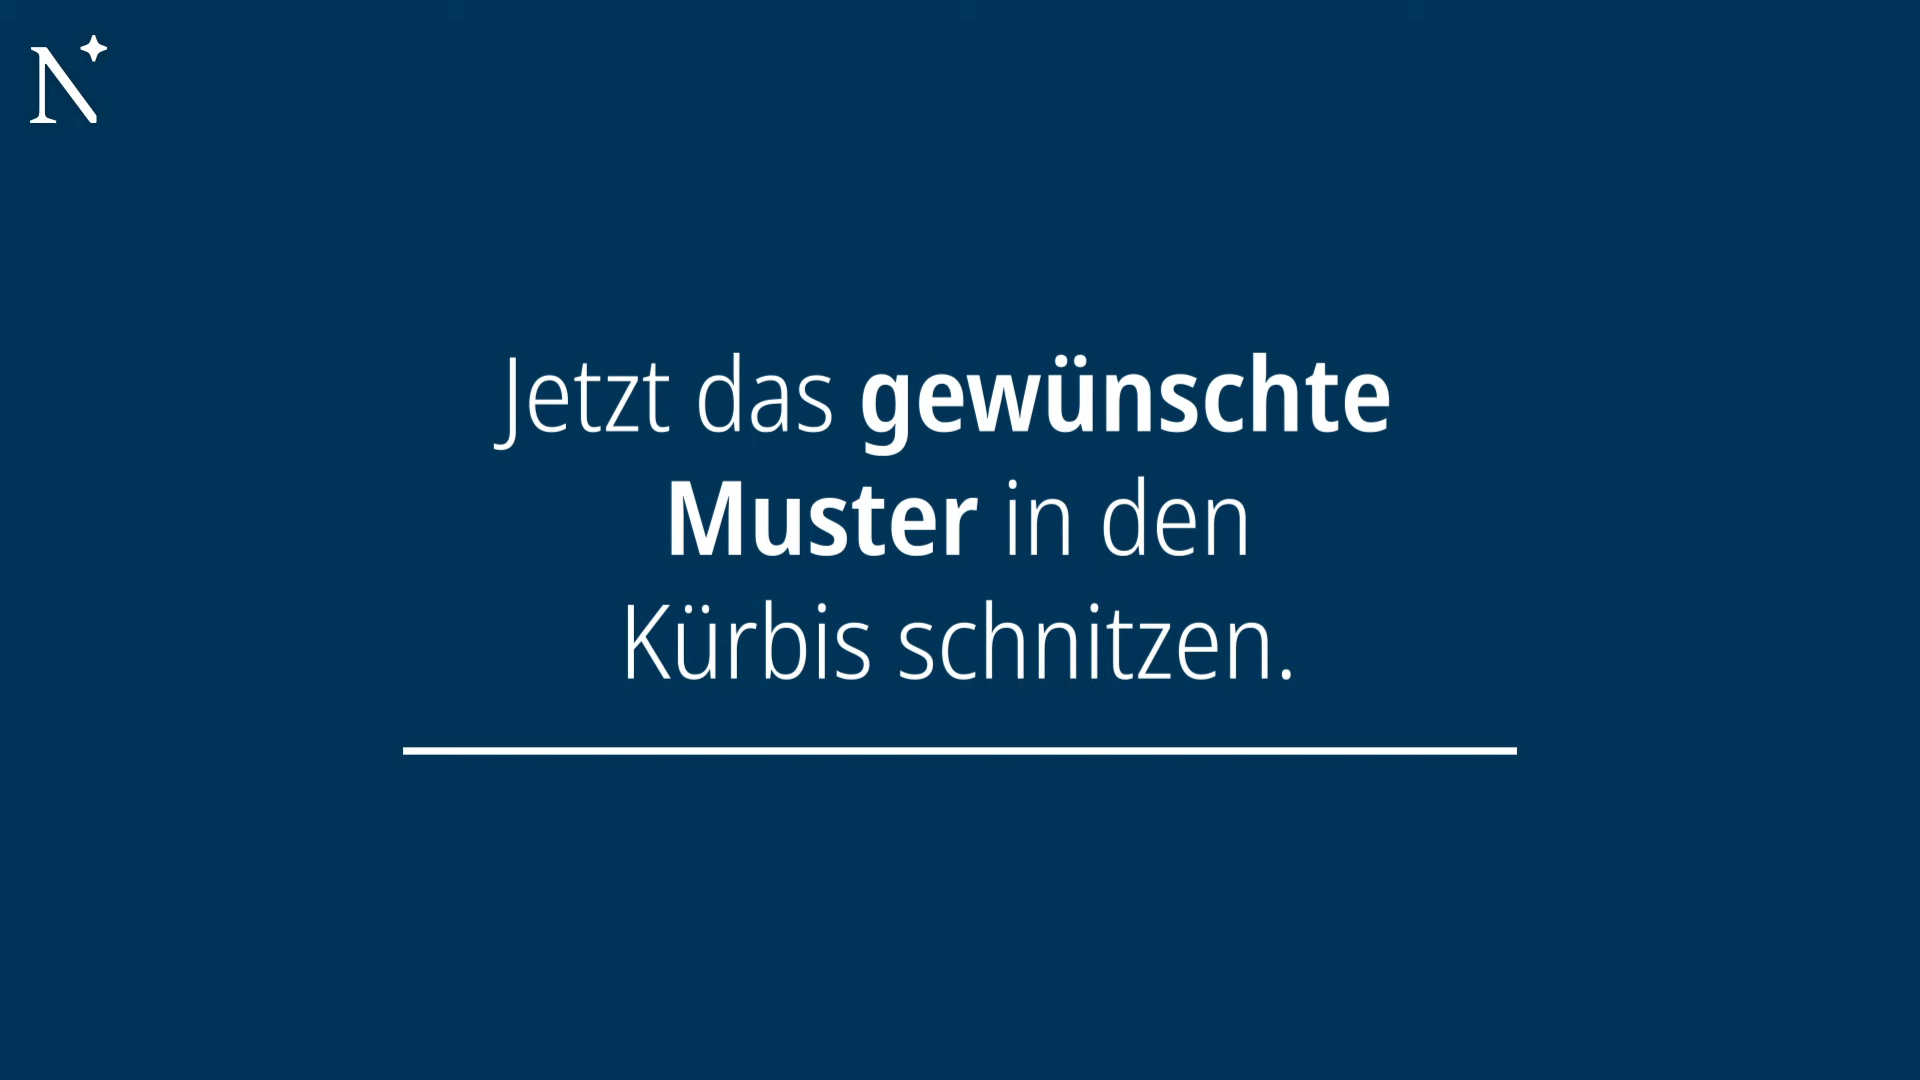 N
Jetzt das gewünschte
Muster in den
Kürbis schnitzen.